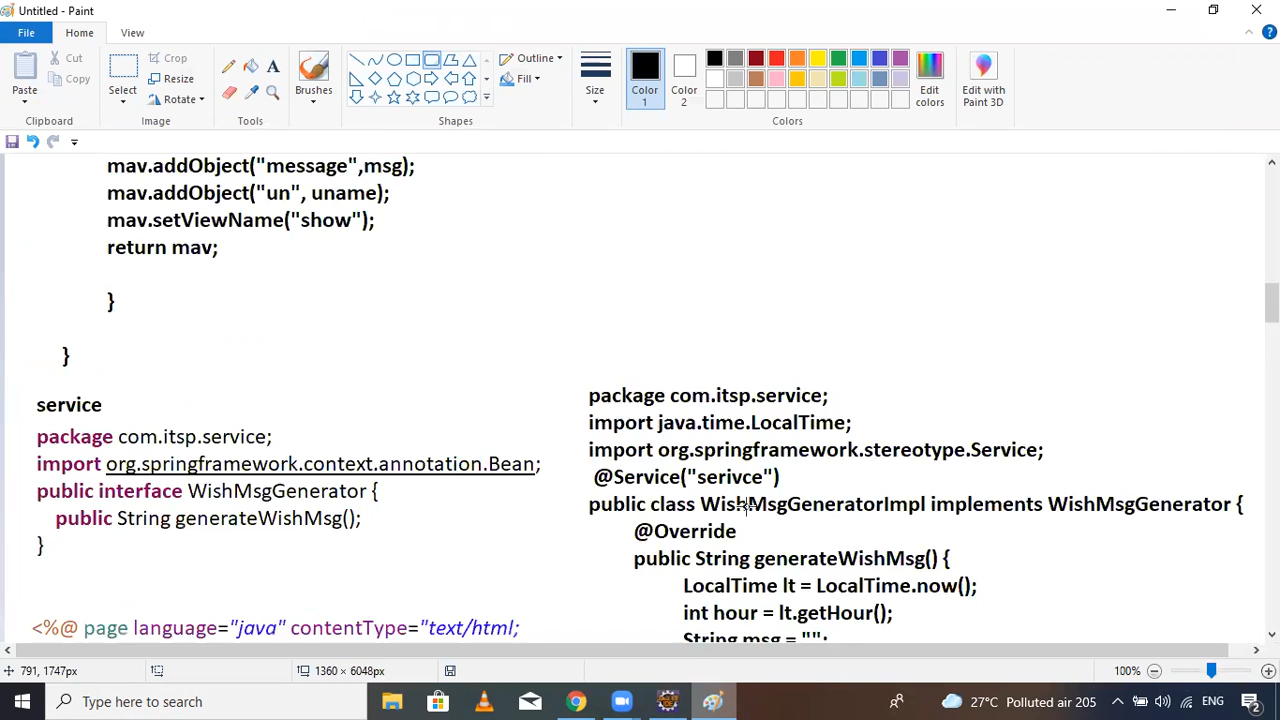 Untitled - Paint
File
Home
View
Paste
Cut
Copy
Clipboard
Select
Crop
Resize
Rotate
Image
A
Tools
Brushes
Outline
Fill
Shapes
Size
Color
1
Color
2
Edit
colors
Colors
Edit with
Paint 3D
mav.addObject("message",msg);
mav.addObject("un", uname);
mav.setViewName("show");
return mav;
}
}
service
package com.itsp.service;
import org.springframework.context.annotation.Bean;
public interface WishMsgGenerator {
public String generateWishMsg();
}
<%@ page language="java" contentType="text/html;
package com.itsp.service;
import java.time.LocalTime;
import org.springframework.stereotype.Service;
@Service("serivce")
public class WishMsgGeneratorImpl implements WishMsgGenerator {
@Override
public String generateWishMsg() {
LocalTime lt = LocalTime.now();
int hour = lt.getHour();
String msg = "";
791, 1747px
1360 × 6048px
100%
Type here to search
27°C Polluted air 205
ENG
2